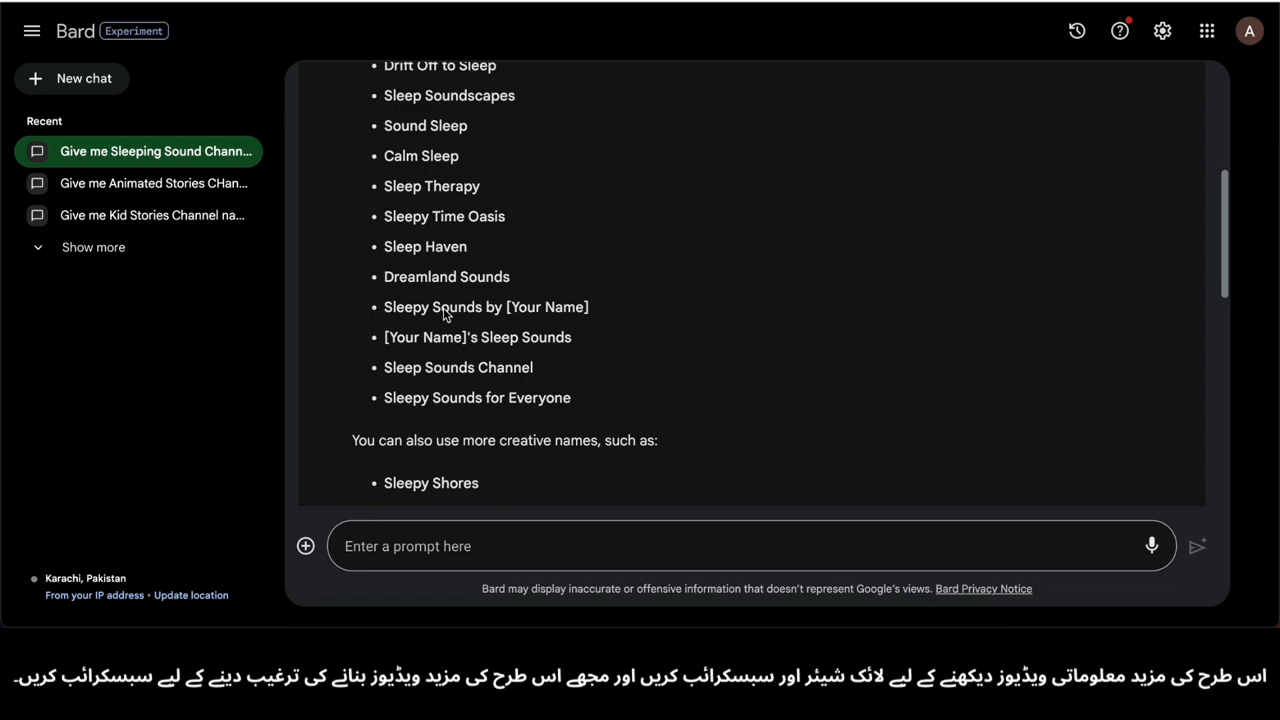 Bard Experiment
A
New chat
Recent
Give me Sleeping Sound Chann...
Give me Animated Stories CHan...
Give me Kid Stories Channel na...
Show more
Karachi, Pakistan
From your IP address • Update location
• Drift Off to Sleep
• Sleep Soundscapes
• Sound Sleep
• Calm Sleep
• Sleep Therapy
• Sleepy Time Oasis
• Sleep Haven
• Dreamland Sounds
• Sleepy Sounds by [Your Name]
• [Your Name]'s Sleep Sounds
• Sleep Sounds Channel
• Sleepy Sounds for Everyone
You can also use more creative names, such as:
• Sleepy Shores
Enter a prompt here
Bard may display inaccurate or offensive information that doesn't represent Google's views. Bard Privacy Notice
اس طرح کی مزید معلوماتی ویڈیوز دیکھنے کے لیے لائک شیئر اور سبسکرائب کریں اور مجھے اس طرح کی مزید ویڈیوز بنانے کی ترغیب دینے کے لیے سبسکرائب کریں۔